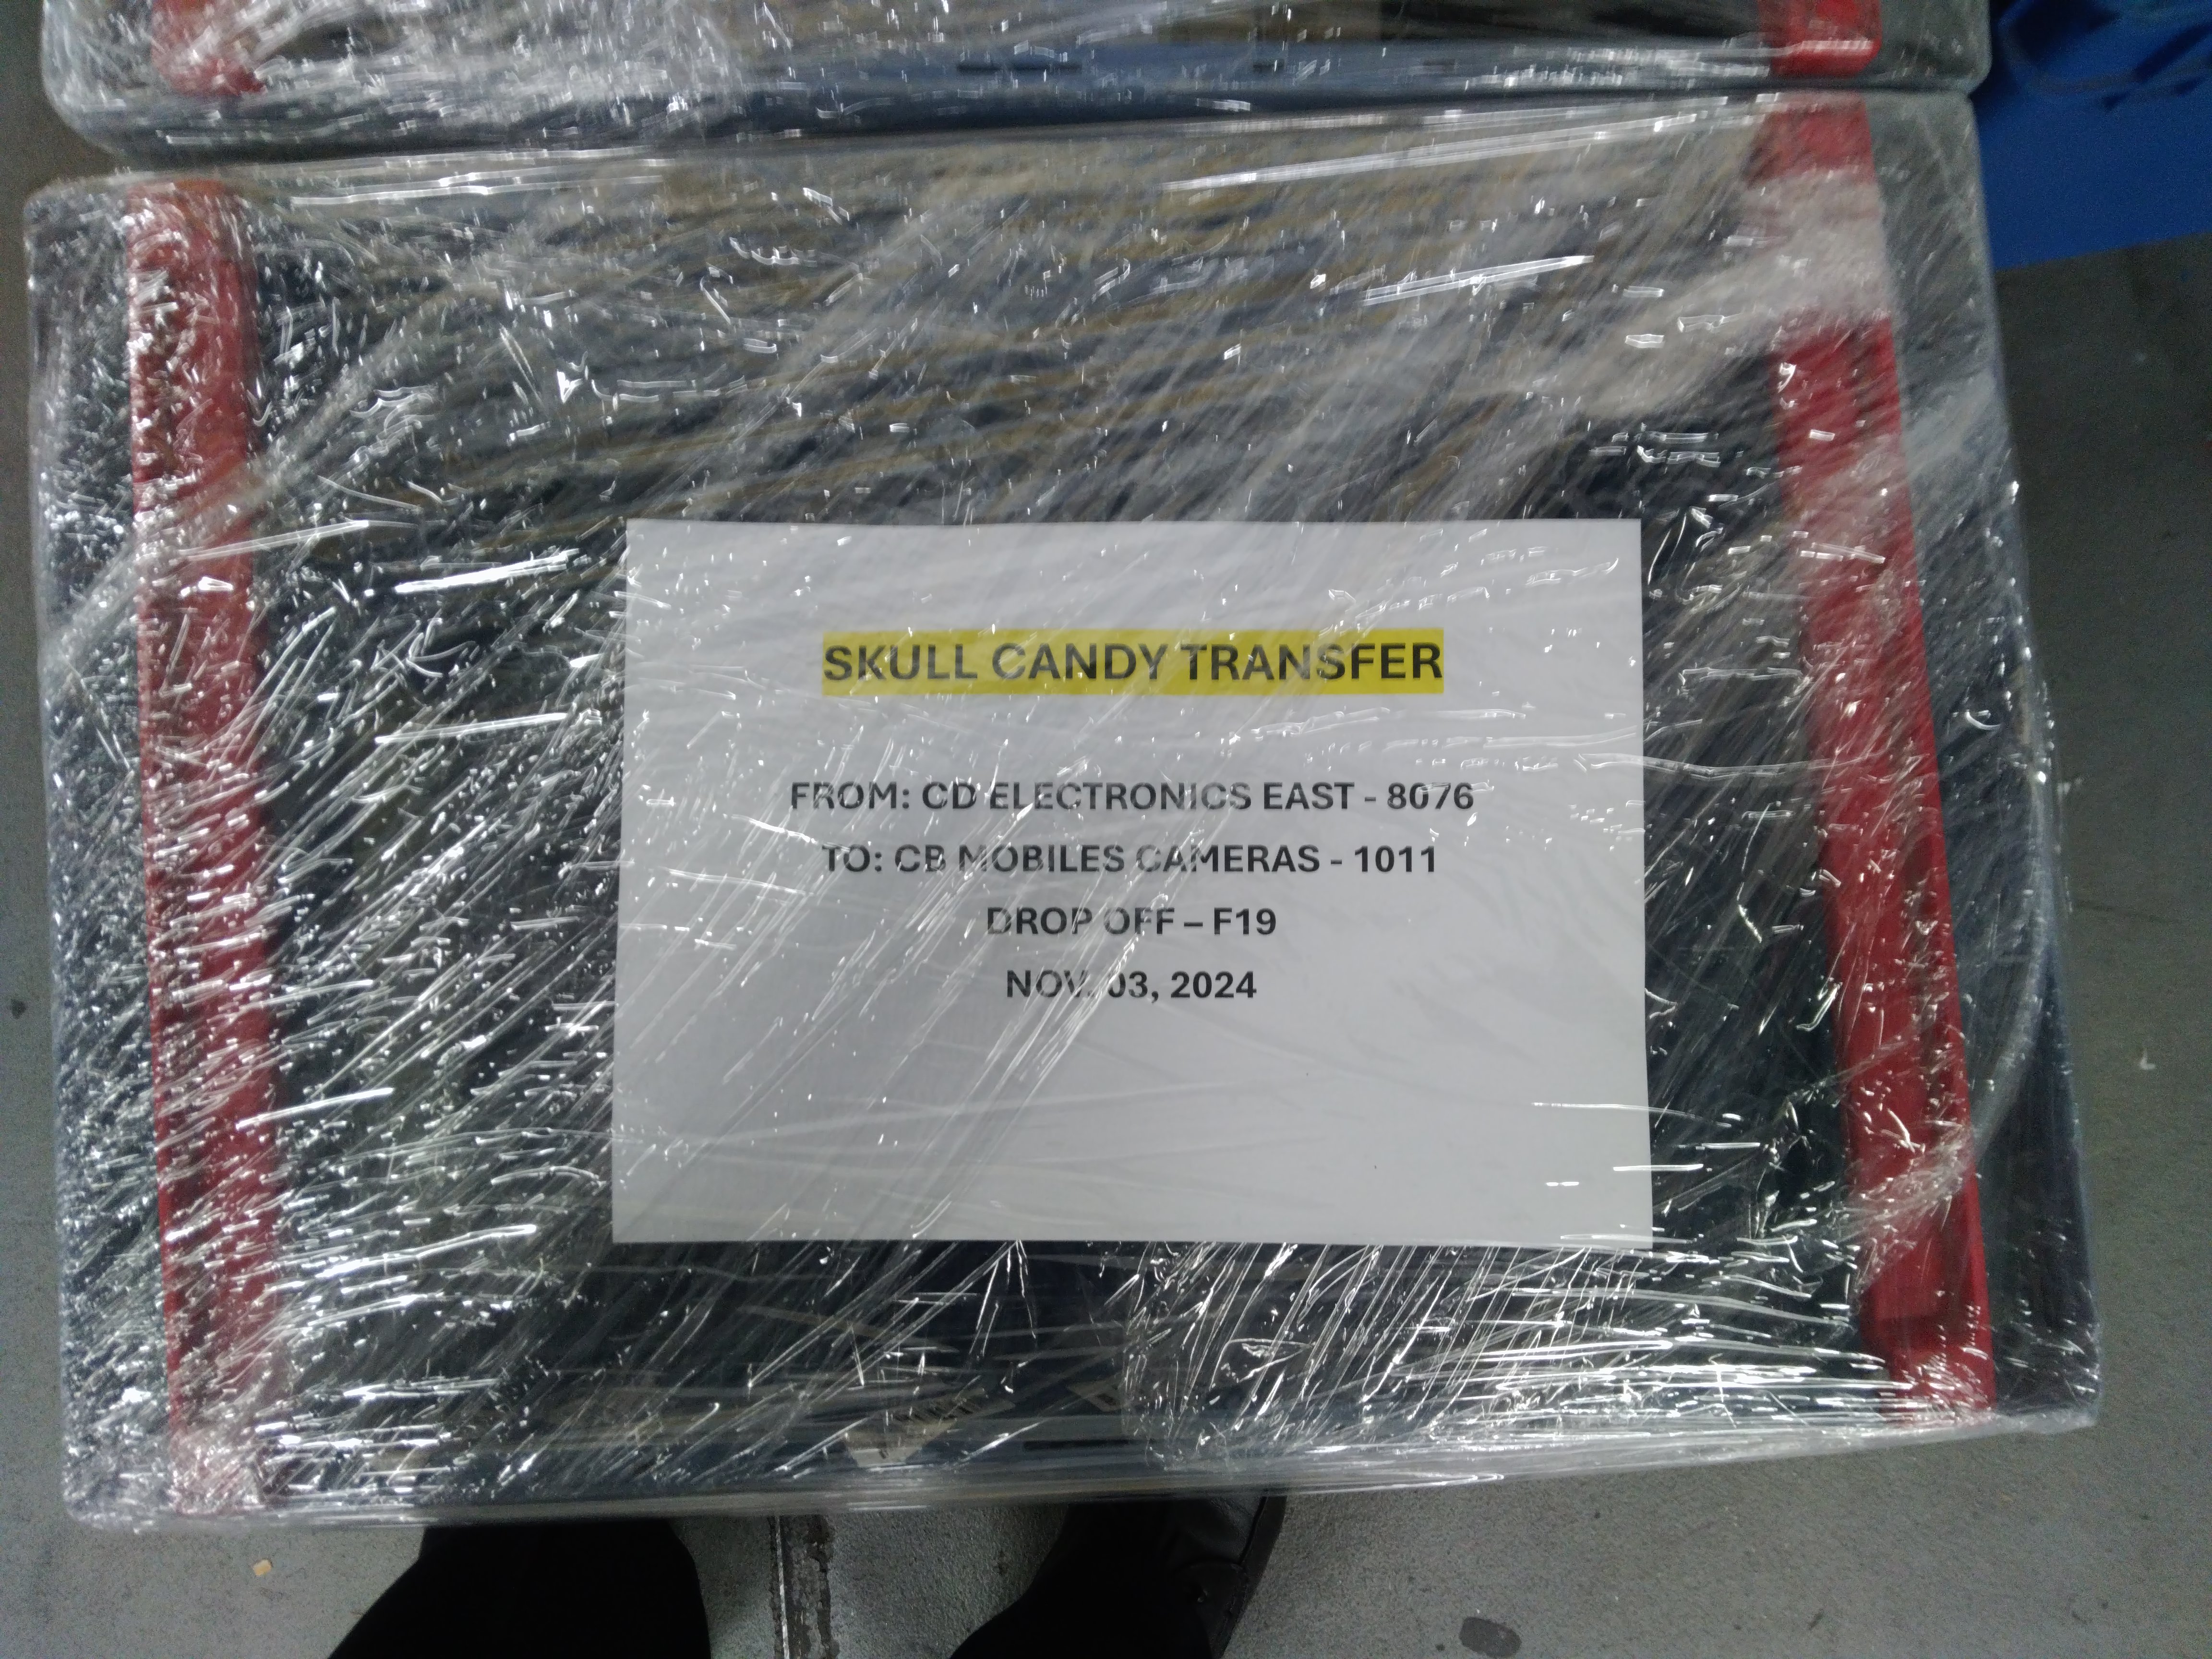 SKULL CANDY TRANSFER
FROM: CD ELECTRONICS EAST - 8076
TO: CB MOBILES CAMERAS - 1011
DROP OFF – F19
NOV. 03, 2024